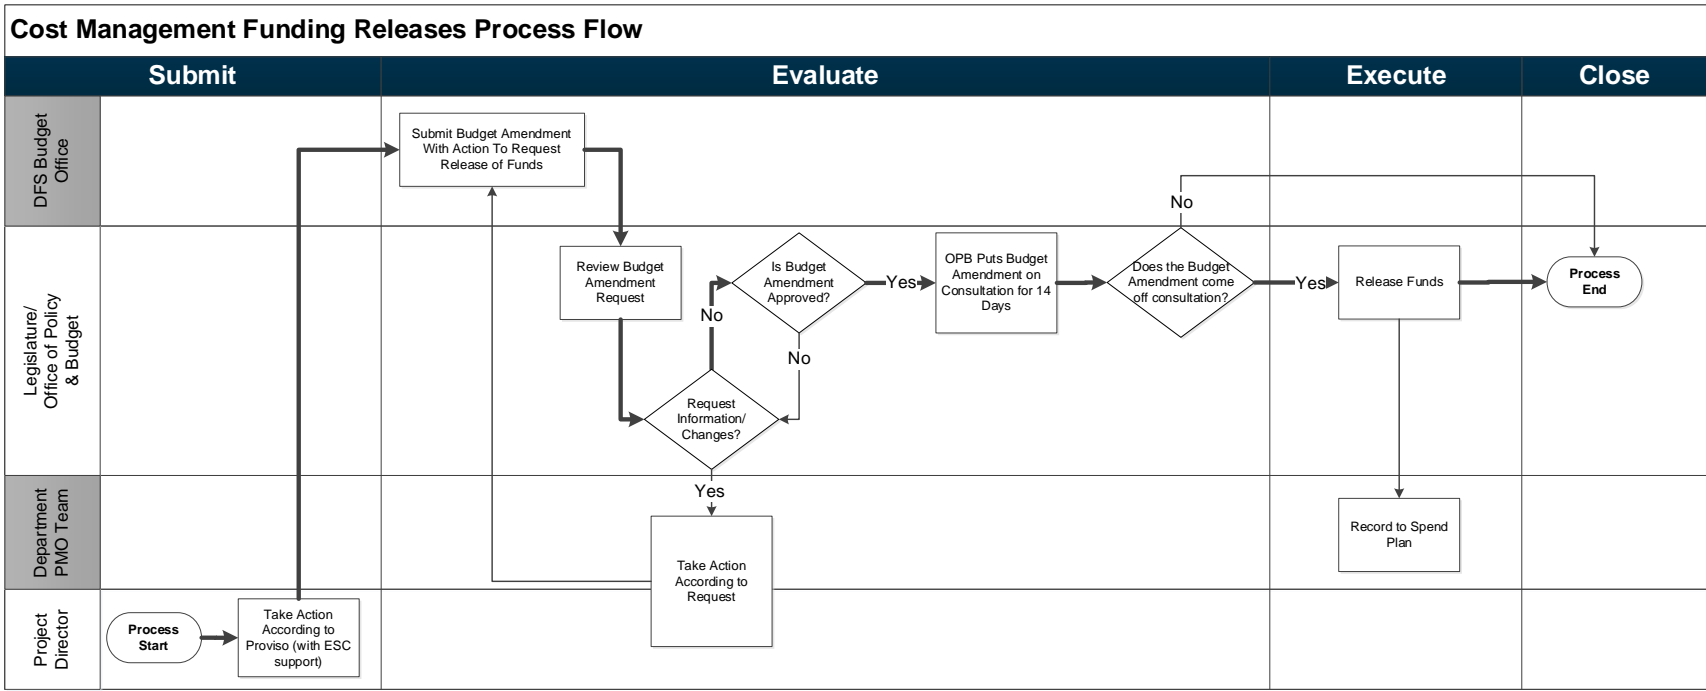 Cost Management Funding Releases Process Flow
Submit
Evaluate
Execute
Close
DFS Budget
Office
Submit Budget Amendment
With Action To Request
Release of Funds
No
Legislature/
Office of Policy
& Budget
Review Budget
Amendment
Request
Is Budget
Amendment
Approved?
Yes
OPB Puts Budget
Amendment on
Consultation for 14
Days
Does the Budget
Amendment come
off consultation?
Yes
Release Funds
Process
End
No
No
Request
Information/
Changes?
Yes
Department
PMO Team
Take Action
According to
Request
Record to Spend
Plan
Project
Director
Process
Start
Take Action
According to
Proviso (with ESC
support)